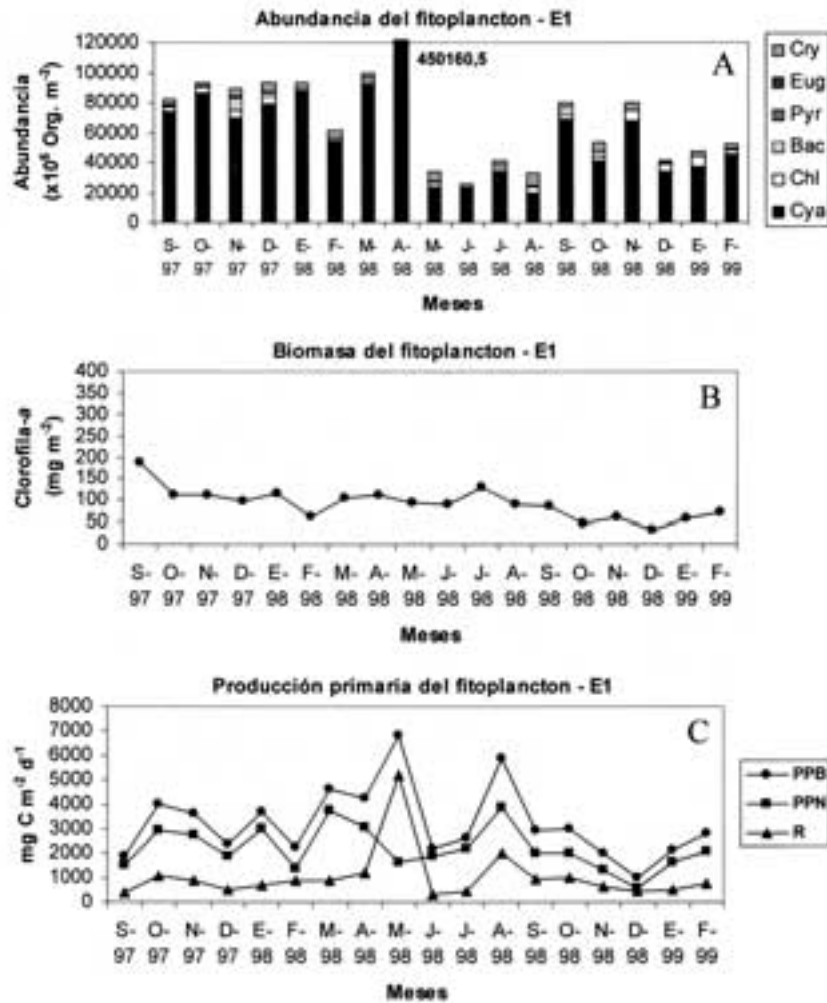 Abundancia del fitoplancton - E1
Abundancia
(x10⁶ Org. m⁻²)
120000
100000
80000
60000
40000
20000
0
450160,5
A
Cry
Eug
Pyr
Bac
Chl
Cya
S- O- N- D- E- F- M- A- M- J- J- A- S- O- N- D- E- F-
97 97 97 97 98 98 98 98 98 98 98 98 98 98 98 98 99 99
Meses
Biomasa del fitoplancton - E1
Clorofila-a
(mg m⁻²)
400
350
300
250
200
150
100
50
0
B
S- O- N- D- E- F- M- A- M- J- J- A- S- O- N- D- E- F-
97 97 97 97 98 98 98 98 98 98 98 98 98 98 98 98 99 99
Meses
Producción primaria del fitoplancton - E1
mg C m⁻² d⁻¹
8000
7000
6000
5000
4000
3000
2000
1000
0
C
PPB
PPN
R
S- O- N- D- E- F- M- A- M- J- J- A- S- O- N- D- E- F-
97 97 97 97 98 98 98 98 98 98 98 98 98 98 98 98 99 99
Meses